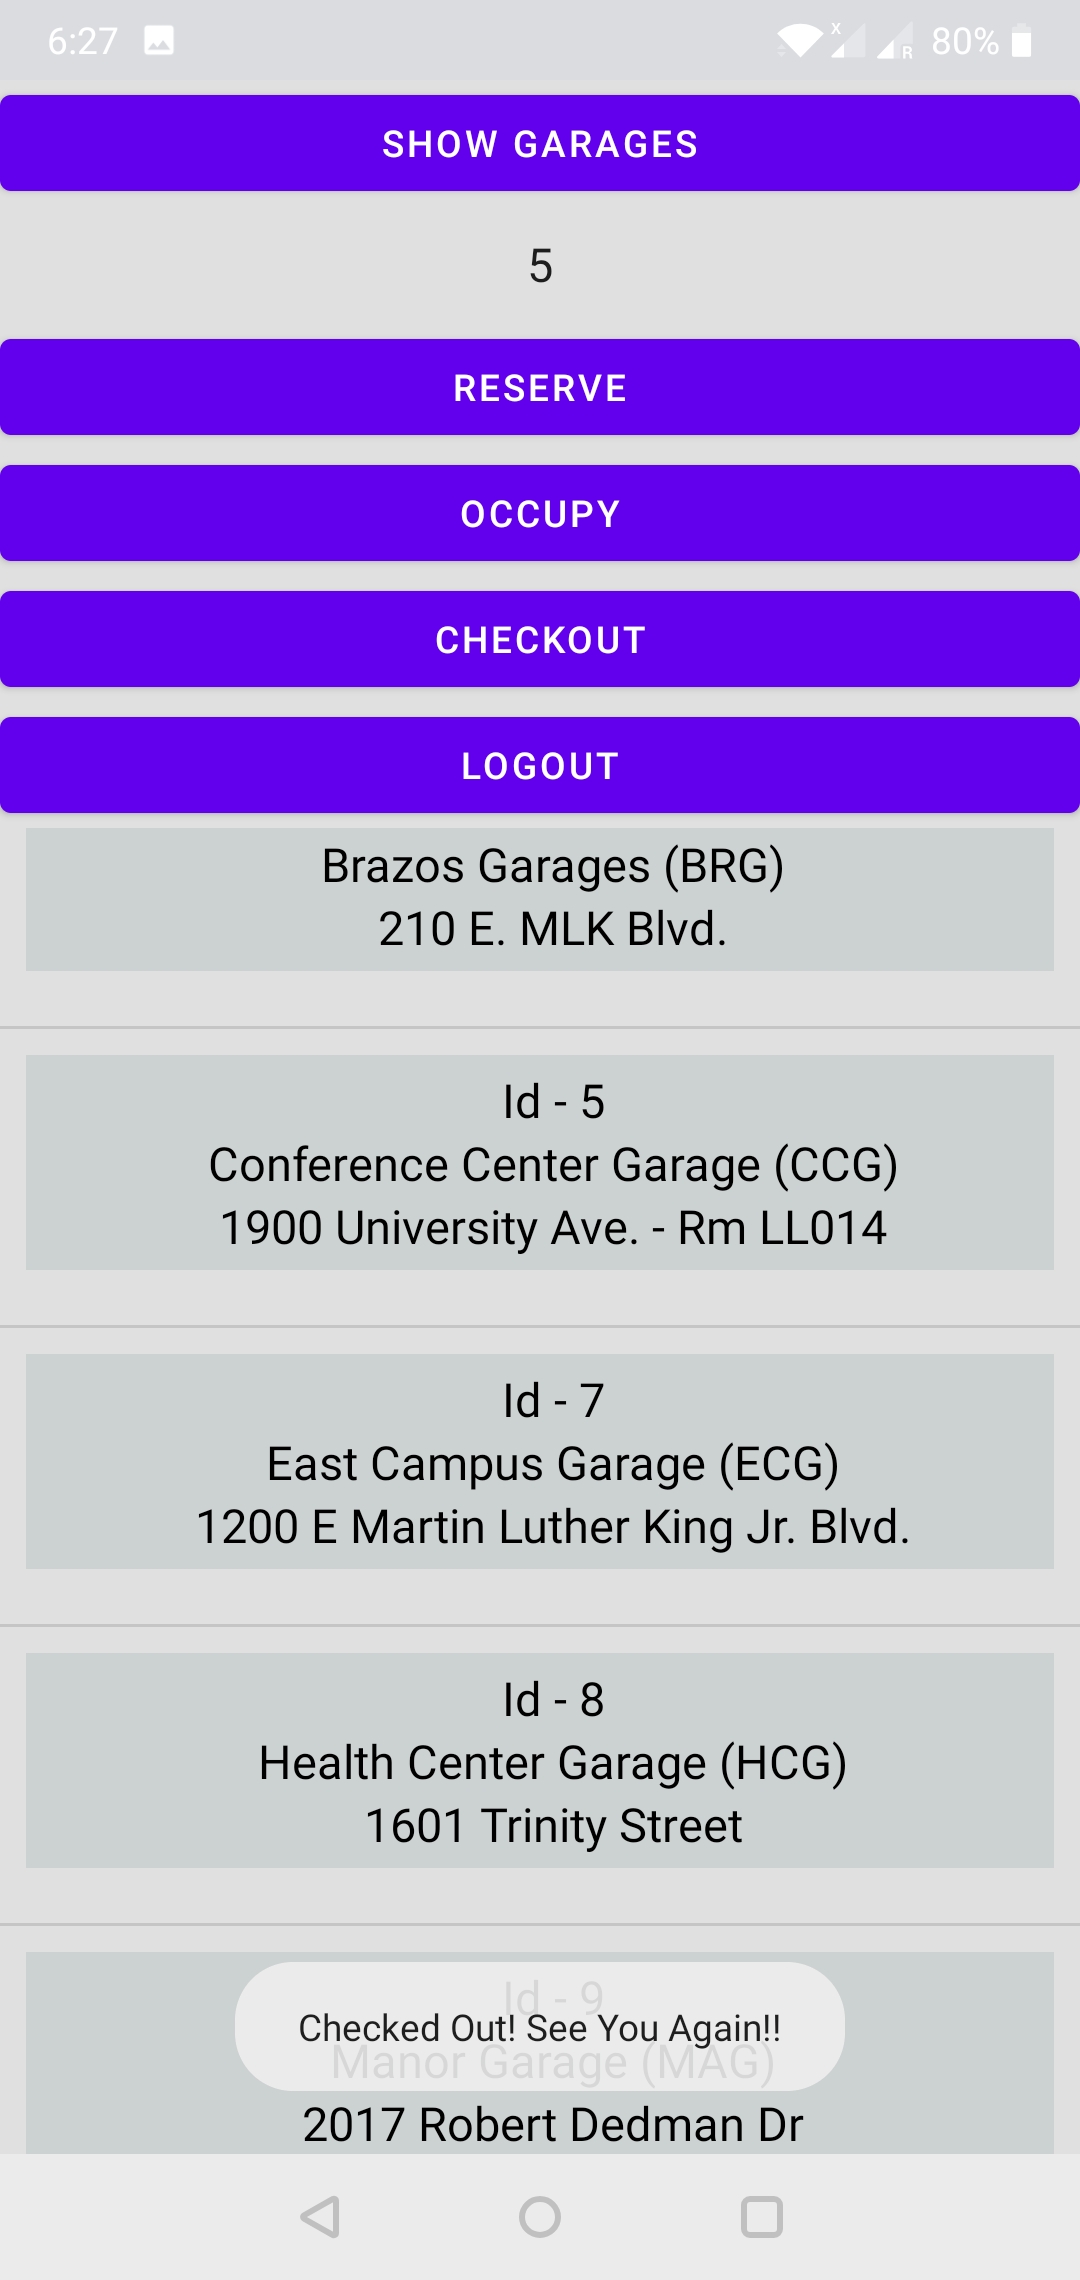 6:27
X
R
80%
SHOW GARAGES
5
RESERVE
OCCUPY
CHECKOUT
LOGOUT
Brazos Garages (BRG)
210 E. MLK Blvd.
Id - 5
Conference Center Garage (CCG)
1900 University Ave. - Rm LL014
Id - 7
East Campus Garage (ECG)
1200 E Martin Luther King Jr. Blvd.
Id - 8
Health Center Garage (HCG)
1601 Trinity Street
Id - 9
Checked Out! See You Again!!
Manor Garage (MAG)
2017 Robert Dedman Dr